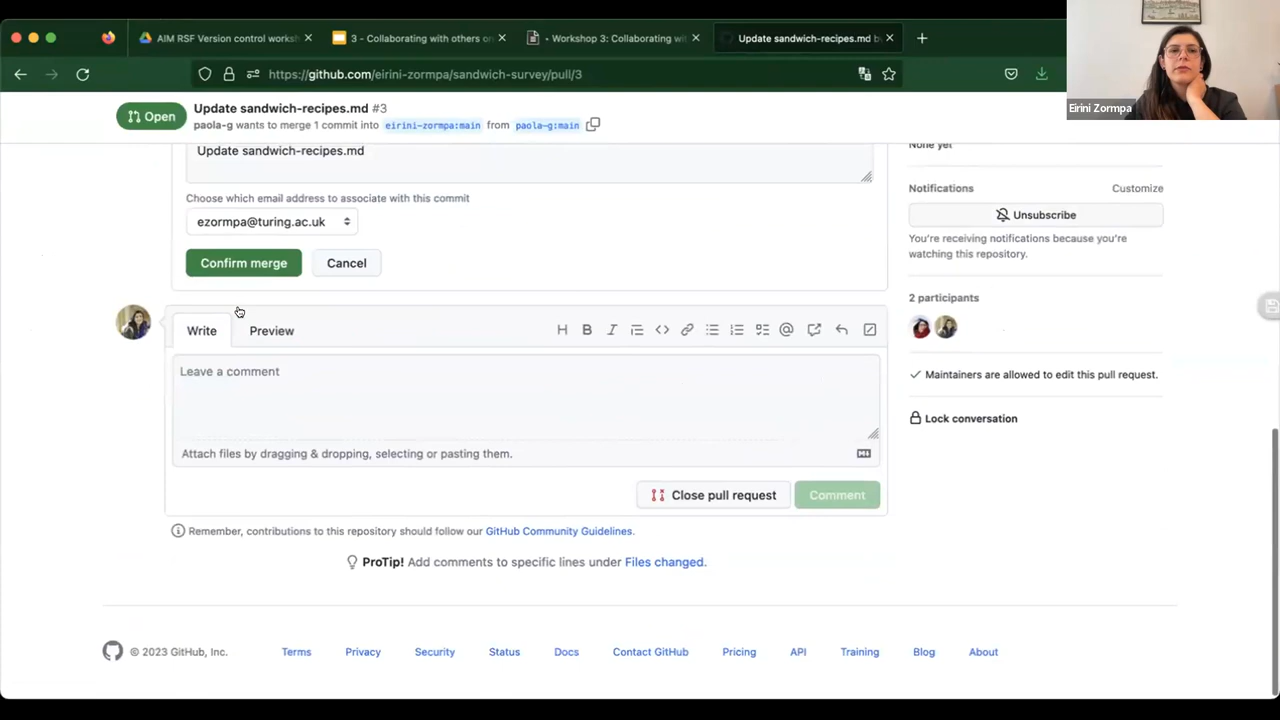 AIM RSF Version control works
3 - Collaborating with others o
- Workshop 3: Collaborating wi
Update sandwich-recipes.md b
https://github.com/eirini-zormpa/sandwich-survey/pull/3
Eirini Zormpa
Open
Update sandwich-recipes.md #3
paola-g wants to merge 1 commit into eirini-zormpa:main from paola-g:main
Update sandwich-recipes.md
None yet
Choose which email address to associate with this commit
Notifications
Customize
ezormpa@turing.ac.uk
Unsubscribe
You're receiving notifications because you're
watching this repository.
Confirm merge
Cancel
2 participants
Write
Preview
Leave a comment
Maintainers are allowed to edit this pull request.
Lock conversation
Attach files by dragging & dropping, selecting or pasting them.
Close pull request
Comment
Remember, contributions to this repository should follow our GitHub Community Guidelines.
ProTip! Add comments to specific lines under Files changed.
© 2023 GitHub, Inc.
Terms
Privacy
Security
Status
Docs
Contact GitHub
Pricing
API
Training
Blog
About